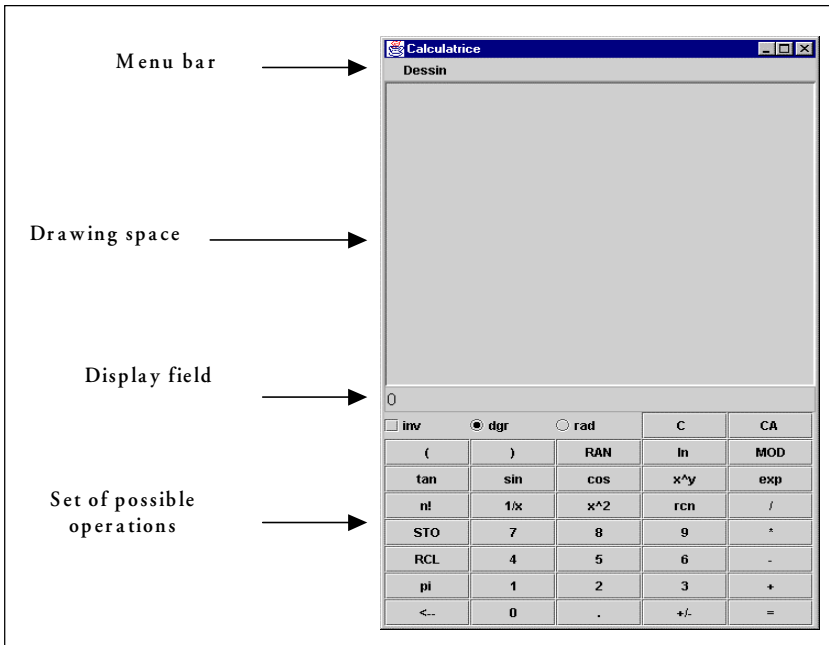 Menu bar
Drawing space
Display field
Set of possible
operations
Calculatrice
Dessin
0
inv dgr rad C CA
( ) RAN ln MOD
tan sin cos x^y exp
n! 1/x x^2 rcn /
STO 7 8 9 *
RCL 4 5 6 -
pi 1 2 3 +
<-- 0 . +/- =